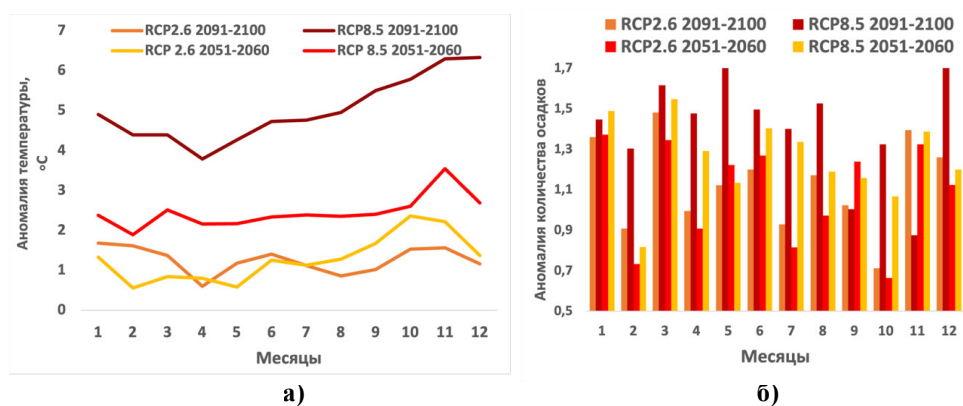 RCP2.6 2091-2100
RCP8.5 2091-2100
RCP 2.6 2051-2060
RCP 8.5 2051-2060
Аномалия температуры,
°C
7
6
5
4
3
2
1
0
1 2 3 4 5 6 7 8 9 10 11 12
Месяцы
а)
RCP2.6 2091-2100
RCP8.5 2091-2100
RCP2.6 2051-2060
RCP8.5 2051-2060
Аномалия количества осадков
1,7
1,5
1,3
1,1
0,9
0,7
0,5
1 2 3 4 5 6 7 8 9 10 11 12
Месяцы
б)